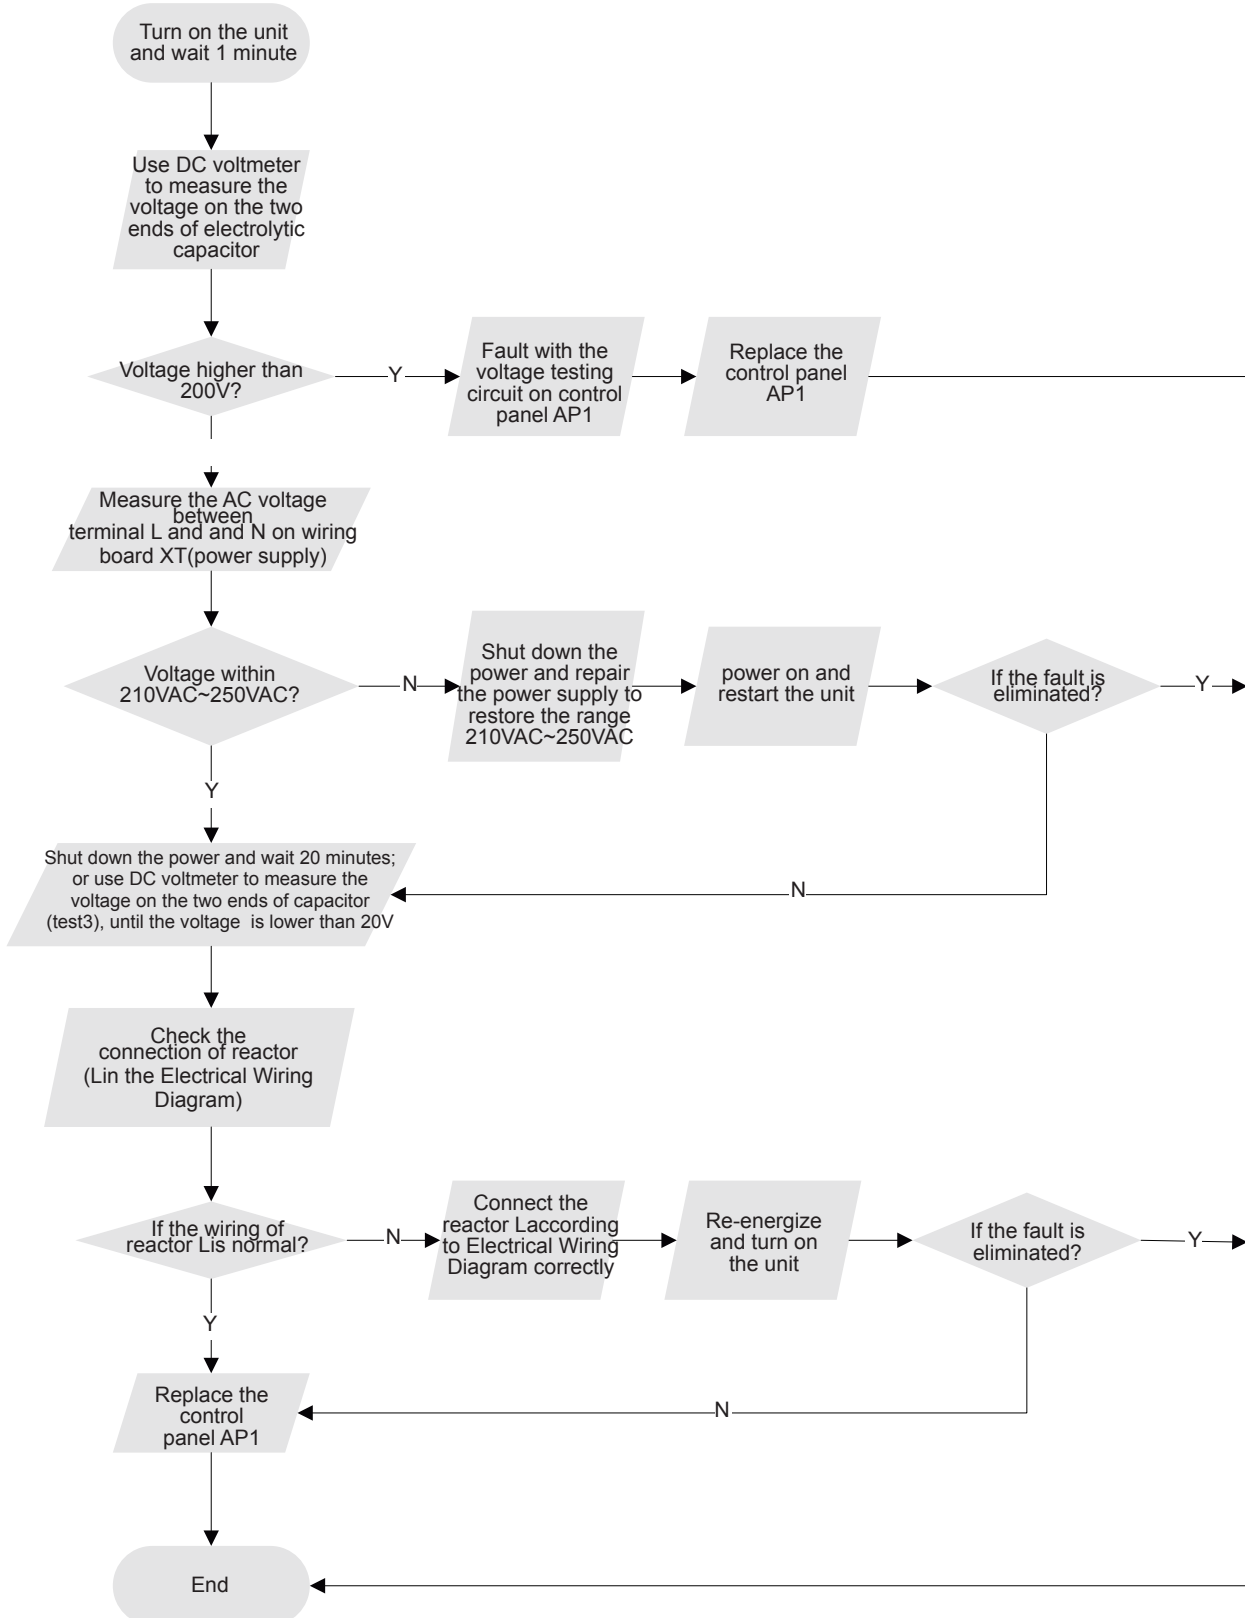 Turn on the unit
and wait 1 minute
Use DC voltmeter
to measure the
voltage on the two
ends of electrolytic
capacitor
Voltage higher than
200V?
Y
Fault with the
voltage testing
circuit on control
panel AP1
Replace the
control panel
AP1
Measure the AC voltage
between
terminal L and and N on wiring
board XT(power supply)
Voltage within
210VAC~250VAC?
N
Shut down the
power and repair
the power supply to
restore the range
210VAC~250VAC
power on and
restart the unit
If the fault is
eliminated?
Y
Y
Shut down the power and wait 20 minutes;
or use DC voltmeter to measure the
voltage on the two ends of capacitor
(test3), until the voltage is lower than 20V
N
Check the
connection of reactor
(Lin the Electrical Wiring
Diagram)
If the wiring of
reactor Lis normal?
N
Connect the
reactor Laccording
to Electrical Wiring
Diagram correctly
Re-energize
and turn on
the unit
If the fault is
eliminated?
Y
Y
Replace the
control
panel AP1
N
End